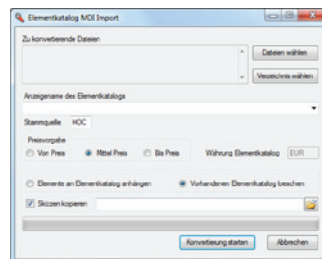 Elementkatalog MDI Import
Zu konvertierende Dateien
Dateien wählen
Verzeichnis wählen
Anzeigename des Elementkatalogs
Stammquelle HOC
Preisvorgabe
Von Preis Mittel Preis Bis Preis Währung Elementkatalog EUR
Elemente an Elementkatalog anhängen Vorhandenen Elementkatalog löschen
Skizzen kopieren
Konvertierung starten Abbrechen